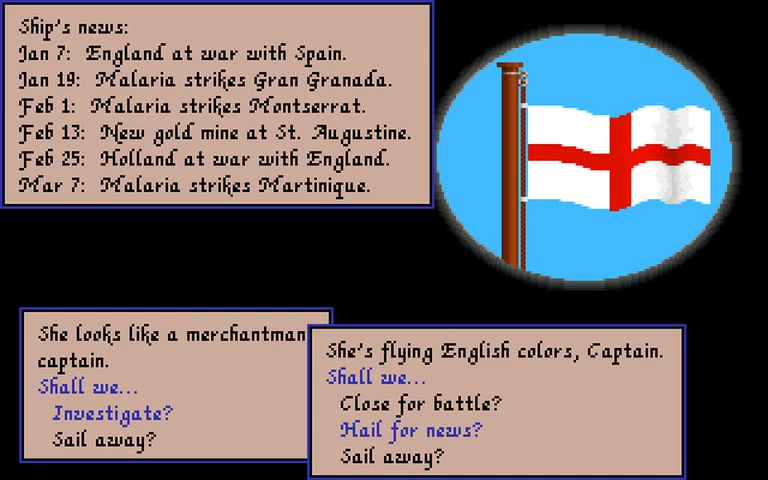 Ship's news:
Jan 7: England at war with Spain.
Jan 19: Malaria strikes Gran Granada.
Feb 1: Malaria strikes Montserrat.
Feb 13: New gold mine at St. Augustine.
Feb 25: Holland at war with England.
Mar 7: Malaria strikes Martinique.
She looks like a merchantman
captain.
Shall we...
Investigate?
Sail away?
She's flying English colors, Captain.
Shall we...
Close for battle?
Hail for news?
Sail away?